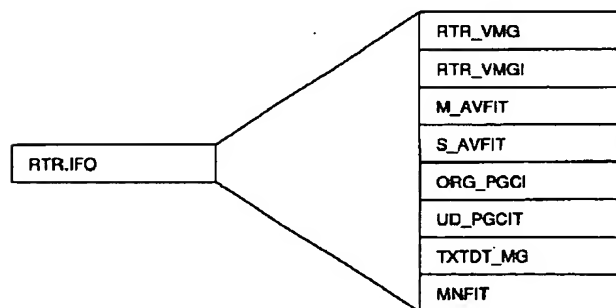 RTR_VMG
RTR_VMGI
M_AVFIT
S_AVFIT
RTR.IFO
ORG_PGCI
UD_PGCIT
TXTDT_MG
MNFIT